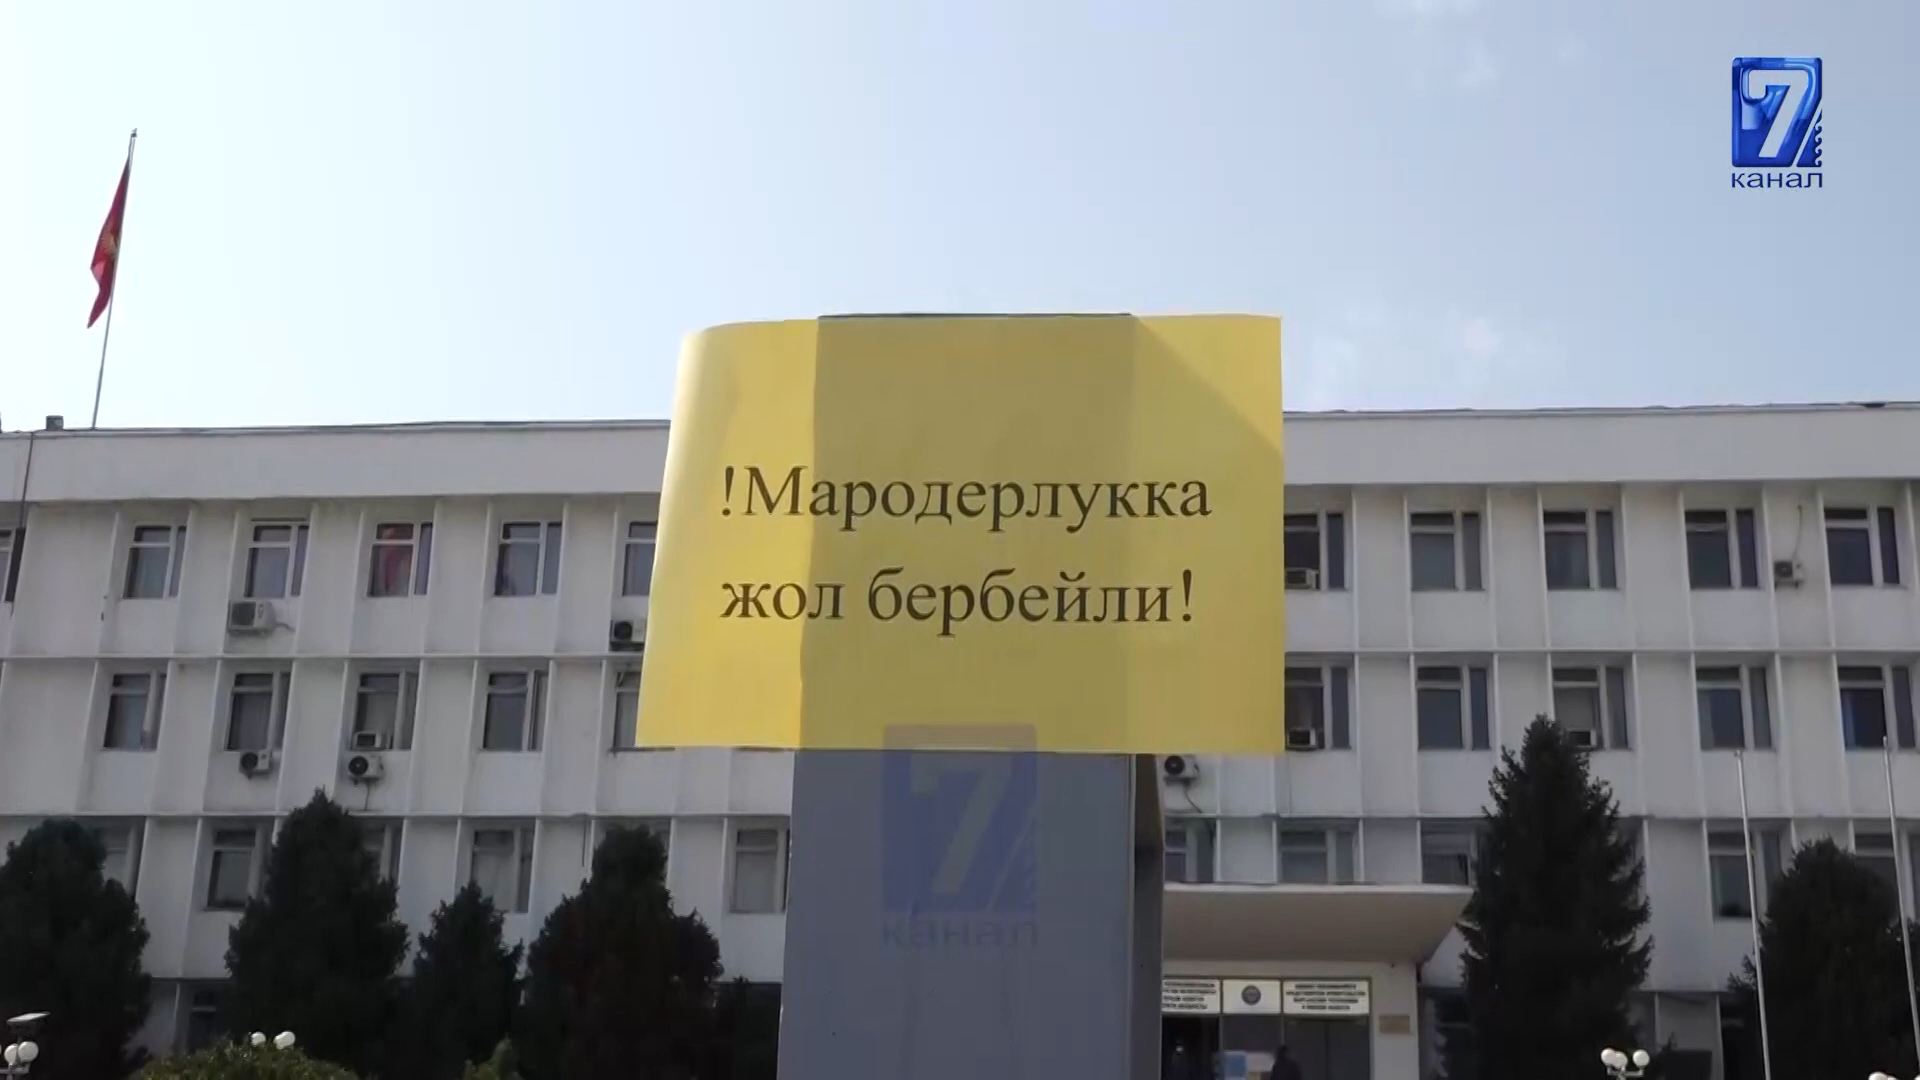 7
канал
!Мародерлукка
жол бербейли!
7
канал